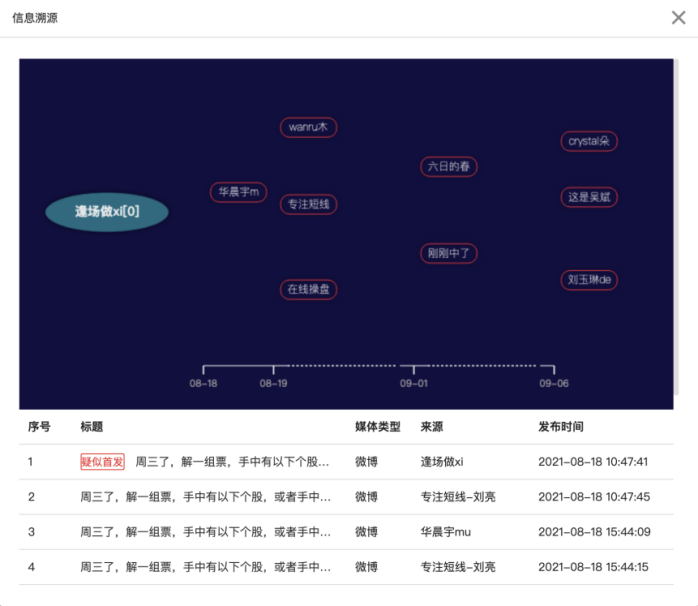 信息溯源
wanru木
crystal朵
六日的春
华晨宇m
专注短线
这是吴斌
逢场做xi[0]
刚刚中了
刘玉琳de
在线操盘
08-18 08-19 09-01 09-06
序号 标题 媒体类型 来源 发布时间
1 疑似首发 周三了，解一组票，手中有以下个股... 微博 逢场做xi 2021-08-18 10:47:41
2 周三了，解一组票，手中有以下个股，或者手中... 微博 专注短线-刘亮 2021-08-18 10:47:45
3 周三了，解一组票，手中有以下个股，或者手中... 微博 华晨宇mu 2021-08-18 15:44:09
4 周三了，解一组票，手中有以下个股，或者手中... 微博 专注短线-刘亮 2021-08-18 15:44:15